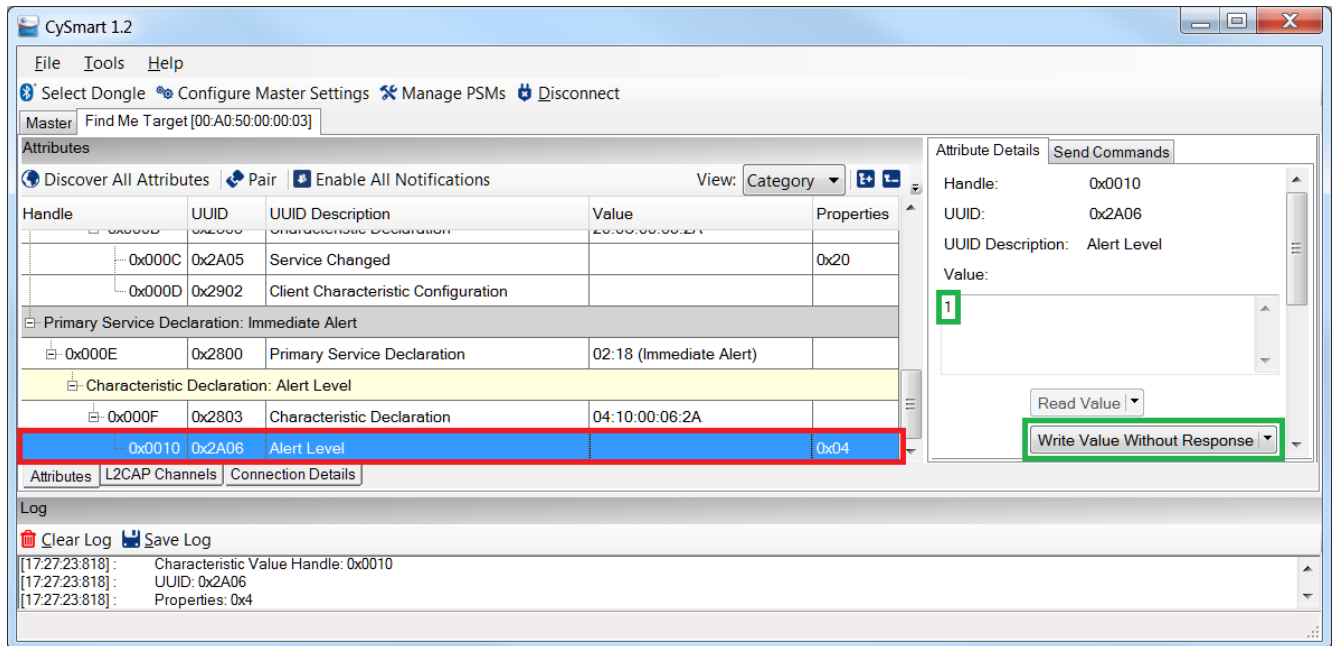 CySmart 1.2
File Tools Help
Select Dongle Configure Master Settings Manage PSMs Disconnect
Master Find Me Target [00:A0:50:00:00:03]
Attributes
Discover All Attributes Pair Enable All Notifications View: Category
Handle UUID UUID Description Value Properties
0x000C 0x2A05 Service Changed 0x20
0x000D 0x2902 Client Characteristic Configuration
Primary Service Declaration: Immediate Alert
0x000E 0x2800 Primary Service Declaration 02:18 (Immediate Alert)
Characteristic Declaration: Alert Level
0x000F 0x2803 Characteristic Declaration 04:10:00:06:2A
0x0010 0x2A06 Alert Level 0x04
Attributes L2CAP Channels Connection Details
Attribute Details Send Commands
Handle: 0x0010
UUID: 0x2A06
UUID Description: Alert Level
Value:
1
Read Value
Write Value Without Response
Log
Clear Log Save Log
[17:27:23:818] : Characteristic Value Handle: 0x0010
[17:27:23:818] : UUID: 0x2A06
[17:27:23:818] : Properties: 0x4